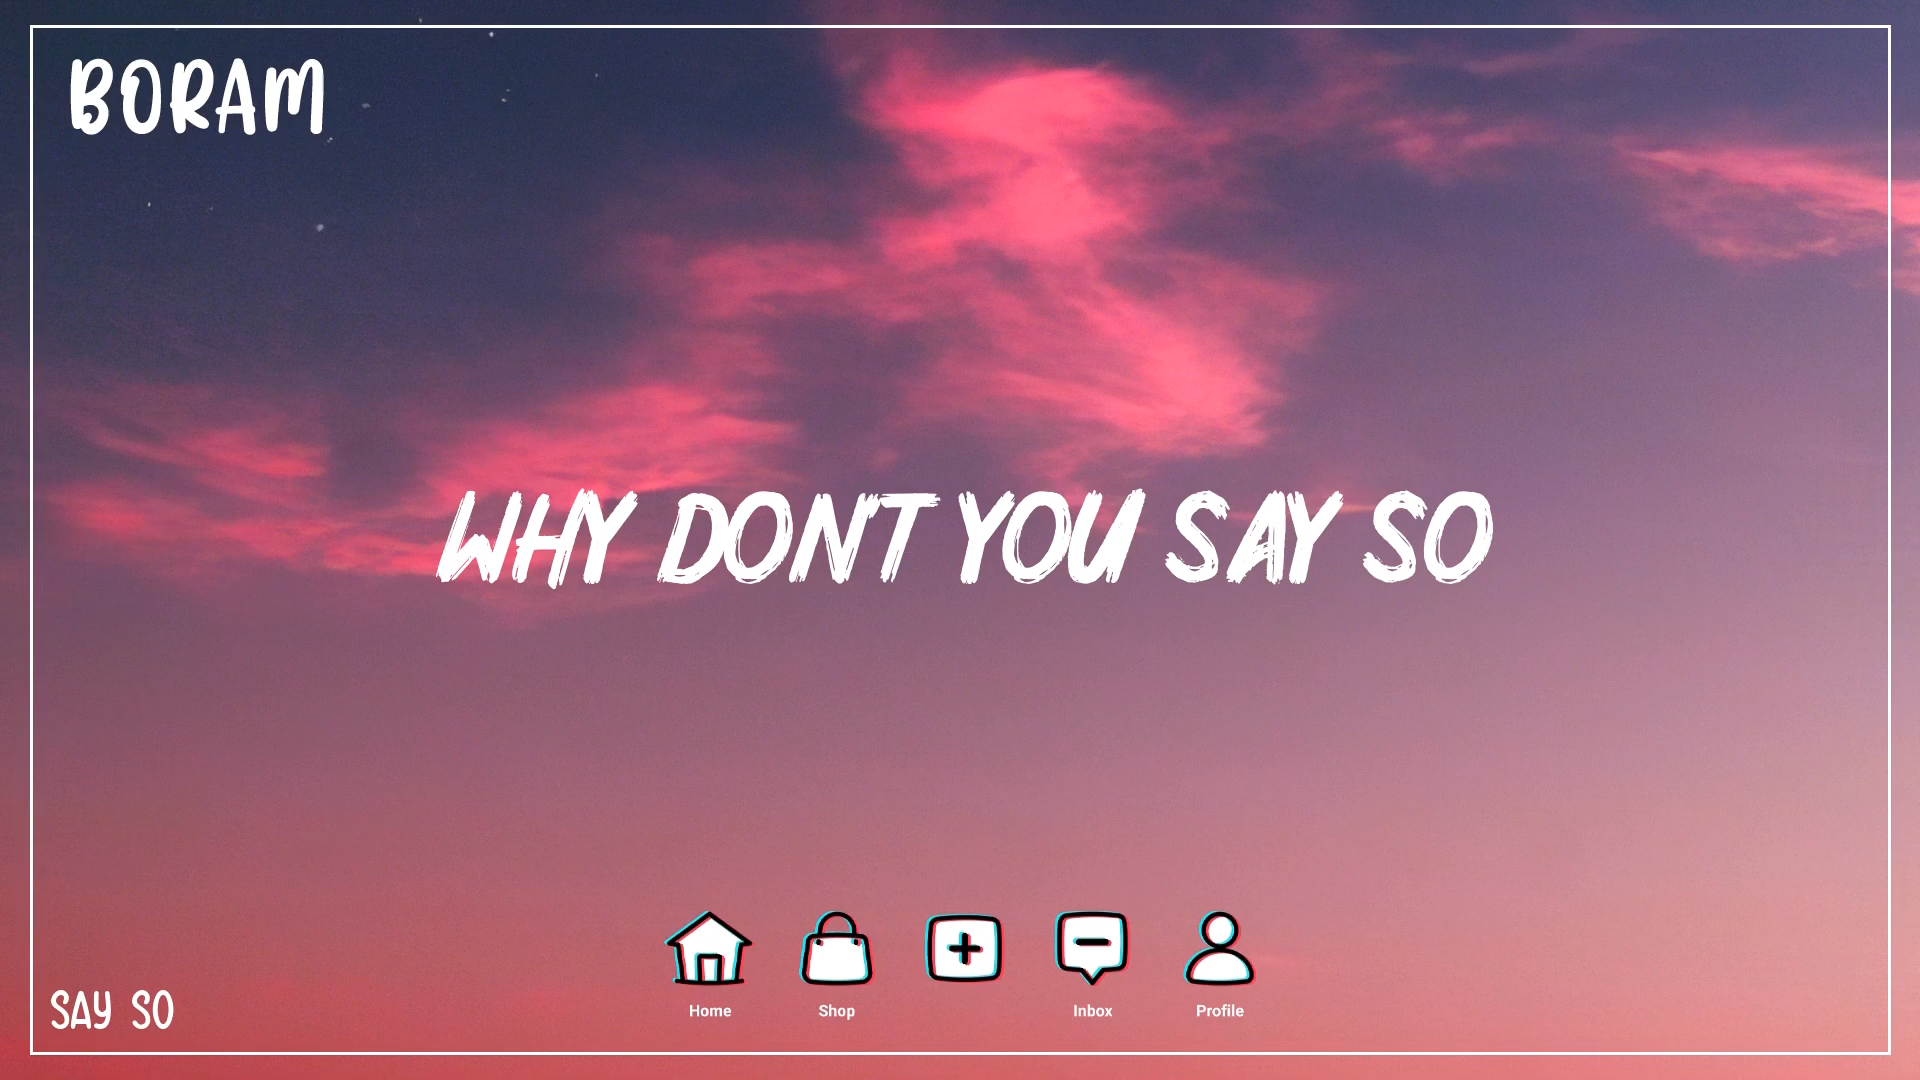 BORAM
WHY DON'T YOU SAY SO
Home
Shop
Inbox
Profile
SAY SO